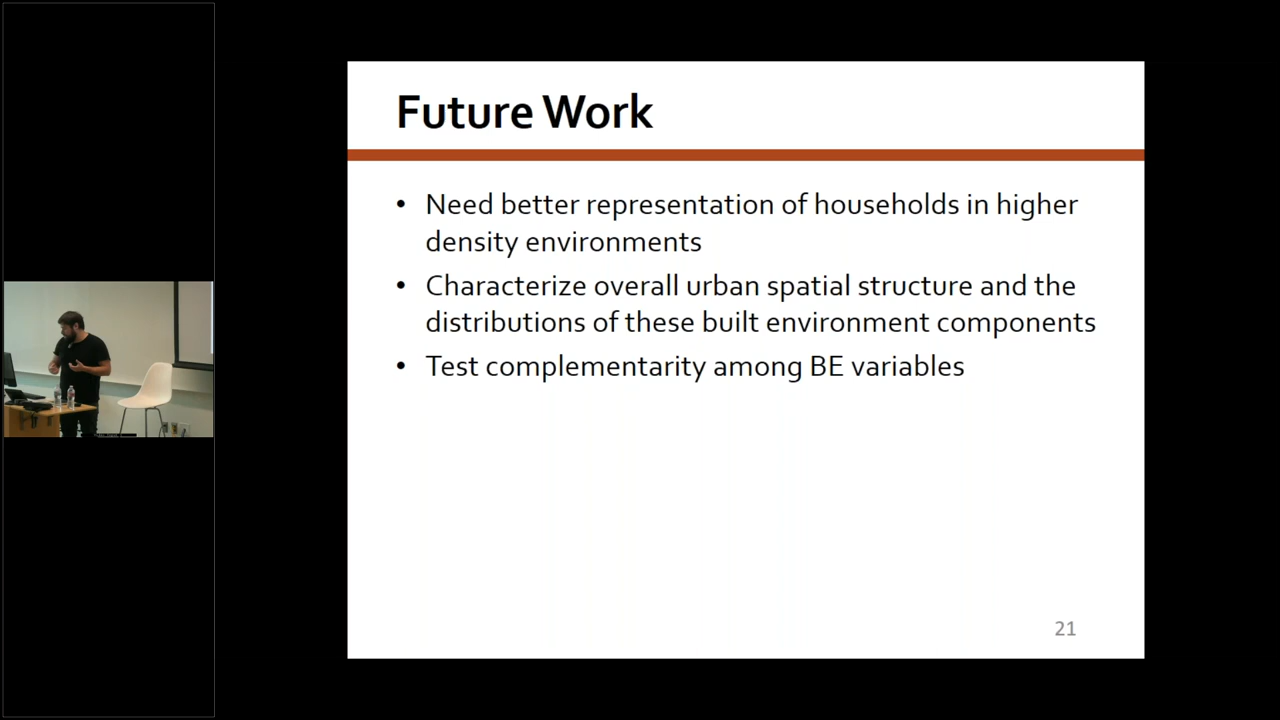 Future Work
• Need better representation of households in higher
density environments
• Characterize overall urban spatial structure and the
distributions of these built environment components
• Test complementarity among BE variables
21